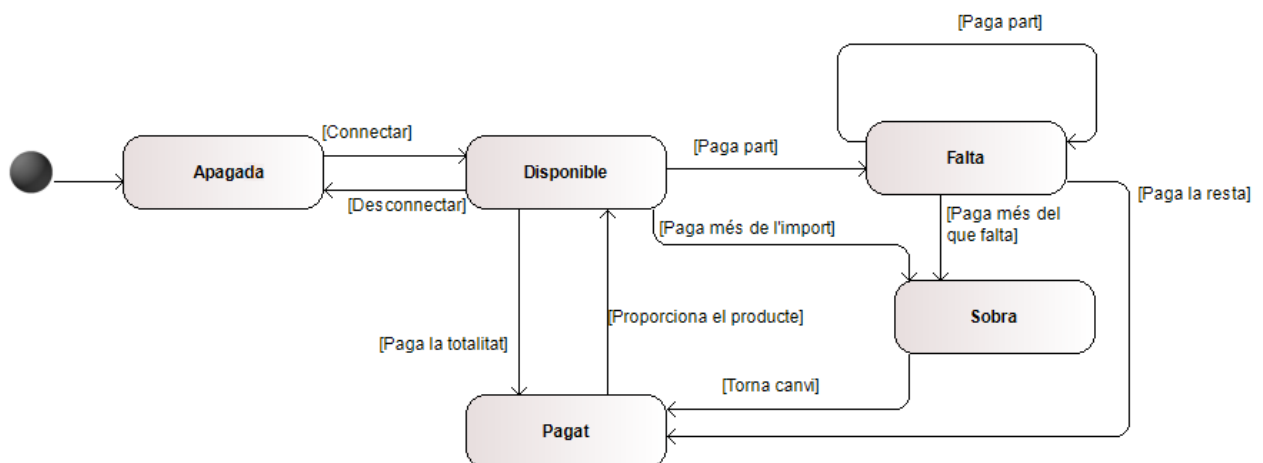 [Paga part]
[Connectar]
Apagada
Disponible
[Paga part]
Falta
[Desconnectar]
[Paga la resta]
[Paga més de l'import]
[Paga més del
que falta]
[Proporciona el producte]
Sobra
[Paga la totalitat]
[Torna canvi]
Pagat